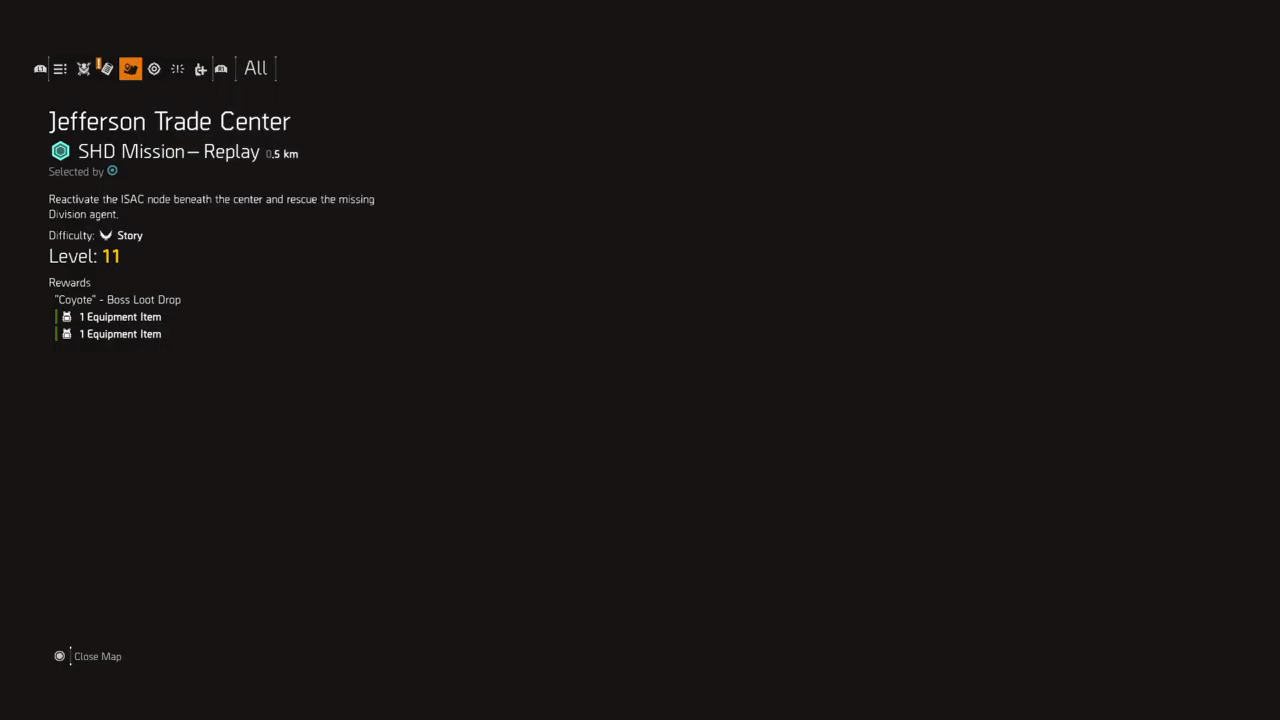 All
Jefferson Trade Center
SHD Mission – Replay 0.5 km
Selected by
Reactivate the ISAC node beneath the center and rescue the missing
Division agent.
Difficulty: Story
Level: 11
Rewards
"Coyote" - Boss Loot Drop
1 Equipment Item
1 Equipment Item
Close Map